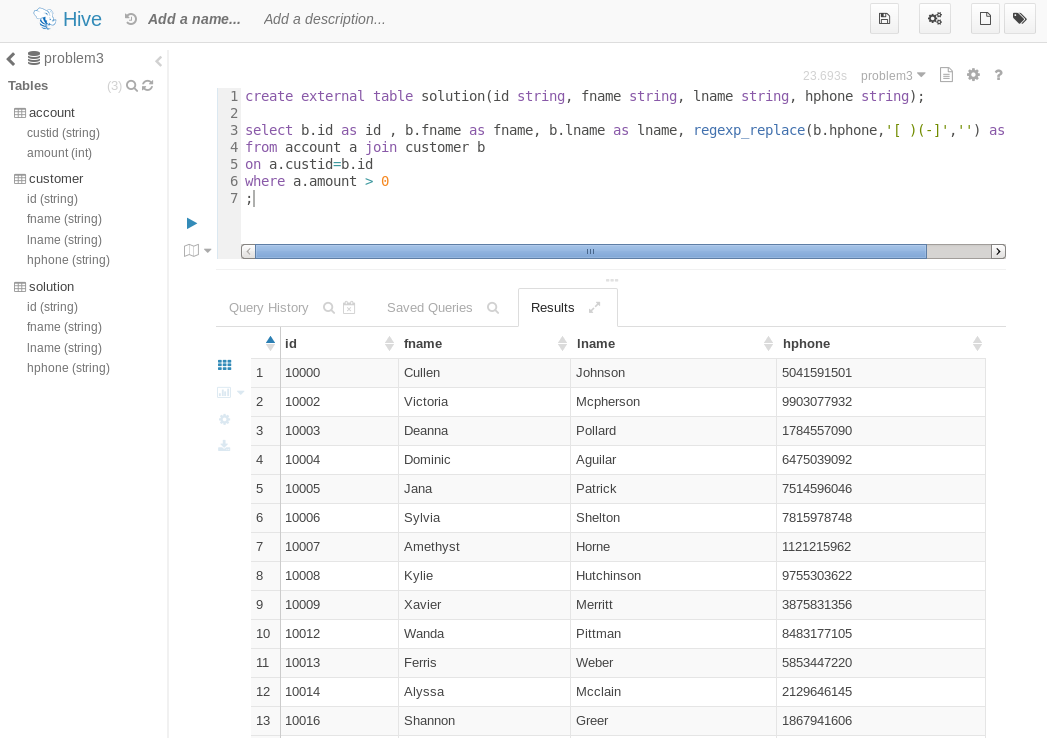 Hive Add a name... Add a description...
problem3
Tables (3)
account
custid (string)
amount (int)
customer
id (string)
fname (string)
lname (string)
hphone (string)
solution
id (string)
fname (string)
lname (string)
hphone (string)
23.693s problem3 ?
1 create external table solution(id string, fname string, lname string, hphone string);
2
3 select b.id as id , b.fname as fname, b.lname as lname, regexp_replace(b.hphone,'[ )(-]','') as
4 from account a join customer b
5 on a.custid=b.id
6 where a.amount > 0
7 ;
Query History Saved Queries Results
id fname lname hphone
1 10000 Cullen Johnson 5041591501
2 10002 Victoria Mcpherson 9903077932
3 10003 Deanna Pollard 1784557090
4 10004 Dominic Aguilar 6475039092
5 10005 Jana Patrick 7514596046
6 10006 Sylvia Shelton 7815978748
7 10007 Amethyst Horne 1121215962
8 10008 Kylie Hutchinson 9755303622
9 10009 Xavier Merritt 3875831356
10 10012 Wanda Pittman 8483177105
11 10013 Ferris Weber 5853447220
12 10014 Alyssa Mcclain 2129646145
13 10016 Shannon Greer 1867941606